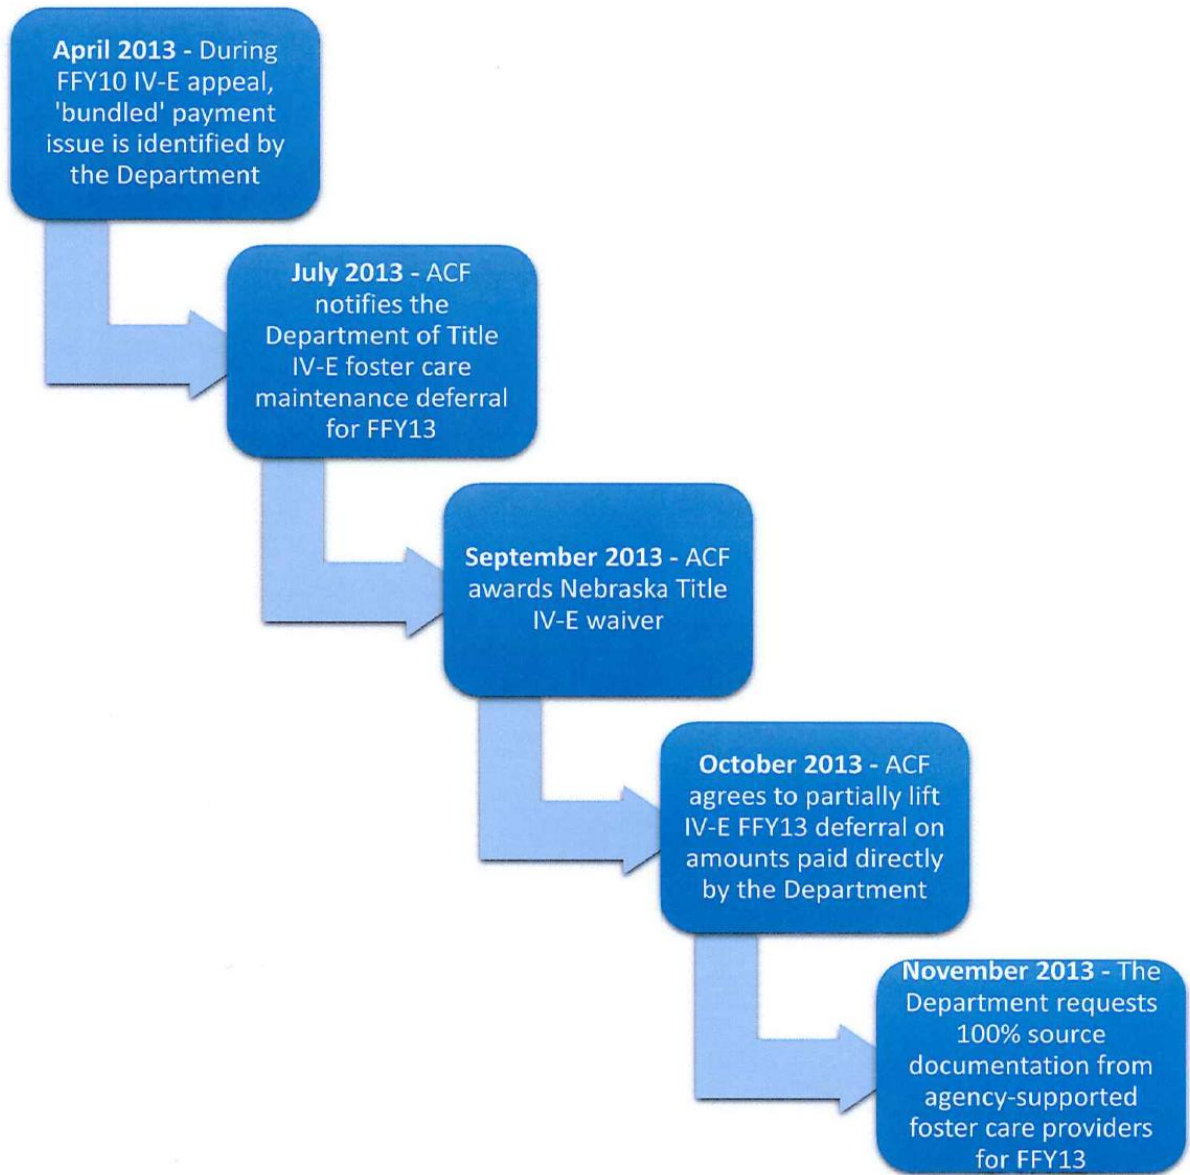 April 2013 - During
FFY10 IV-E appeal,
'bundled' payment
issue is identified by
the Department
July 2013 - ACF
notifies the
Department of Title
IV-E foster care
maintenance deferral
for FFY13
September 2013 - ACF
awards Nebraska Title
IV-E waiver
October 2013 - ACF
agrees to partially lift
IV-E FFY13 deferral on
amounts paid directly
by the Department
November 2013 - The
Department requests
100% source
documentation from
agency-supported
foster care providers
for FFY13